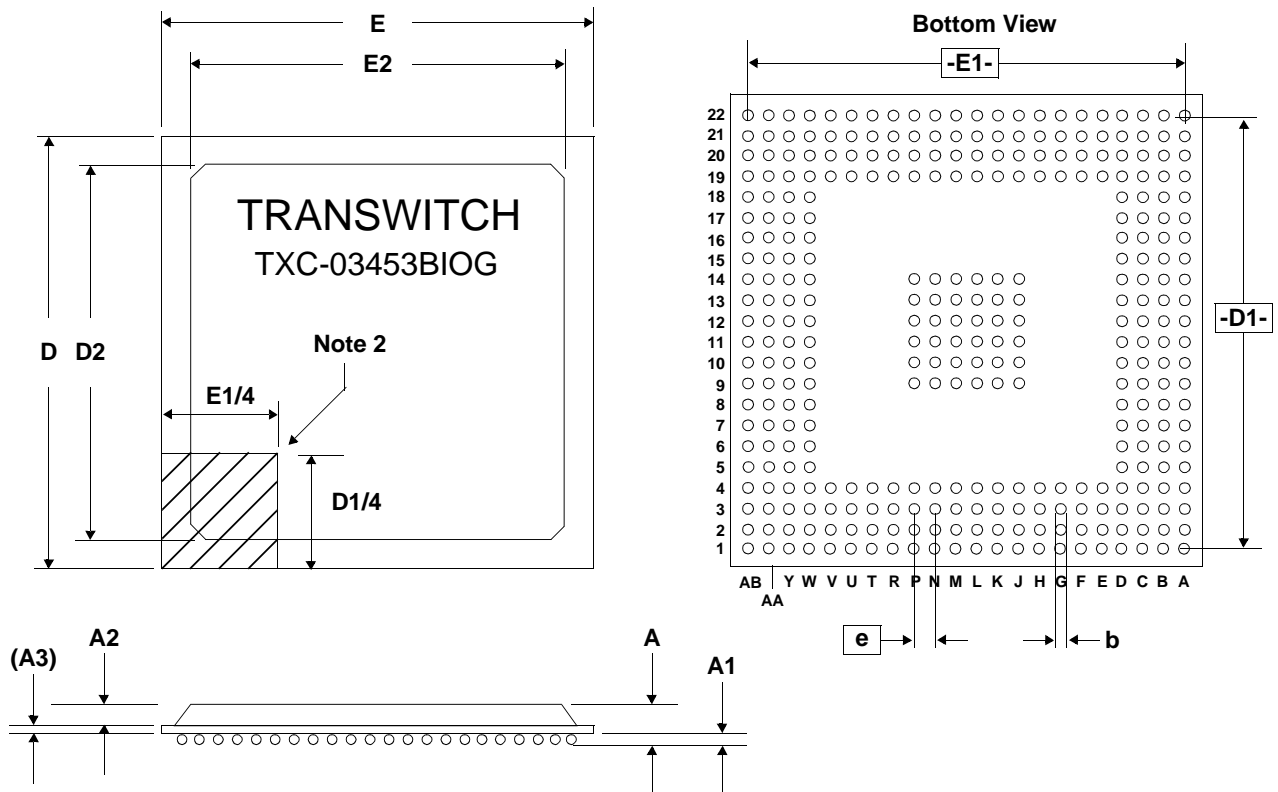 E
E2
D
D2
TRANSWITCH
TXC-03453BIOG
Note 2
E1/4
D1/4
Bottom View
-E1-
22
21
20
19
18
17
16
15
14
13
12
11
10
9
8
7
6
5
4
3
2
1
-D1-
AB Y W V U T R P N M L K J H G F E D C B A
AA
e
b
(A3)
A2
A
A1